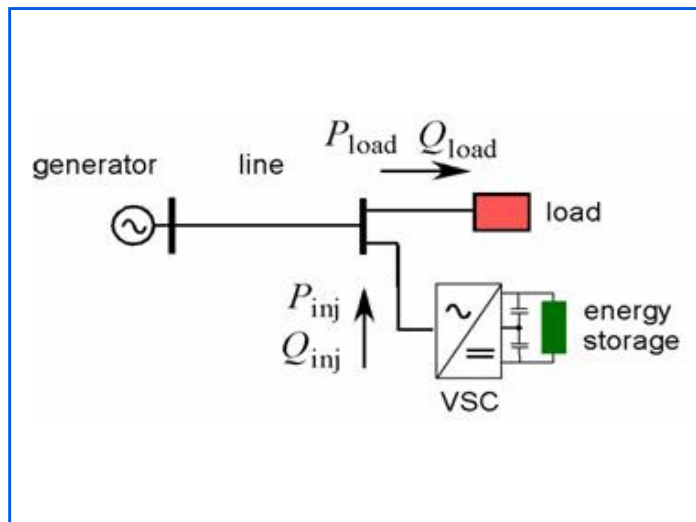 P_load Q_load
generator
line
load
P_inj
Q_inj
energy
storage
VSC